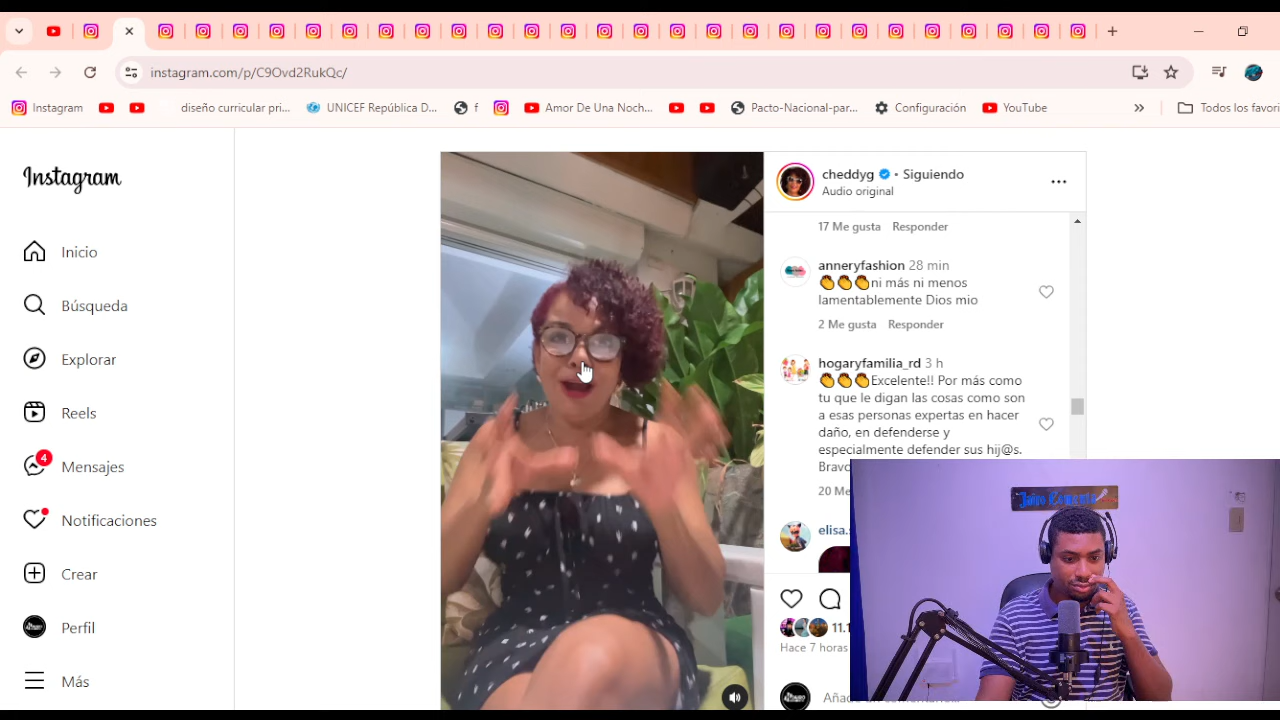 instagram.com/p/C9Ovd2RukQc/
Instagram
diseño curricular pri...
UNICEF República D...
f
Amor De Una Noch...
Pacto-Nacional-par...
Configuración
YouTube
»
Todos los favori
Instagram
Inicio
Búsqueda
Explorar
Reels
4
Mensajes
Notificaciones
Crear
Perfil
Más
cheddyg • Siguiendo
Audio original
17 Me gusta Responder
anneryfashion 28 min
👏👏👏ni más ni menos
lamentablemente Dios mio
2 Me gusta Responder
hogaryfamilia_rd 3 h
👏👏👏Excelente!! Por más como
tu que le digan las cosas como son
a esas personas expertas en hacer
daño, en defenderse y
especialmente defender sus hij@s.
Bravo
20 Me
elisa.s
11.1
Hace 7 horas
Jairo Comenta